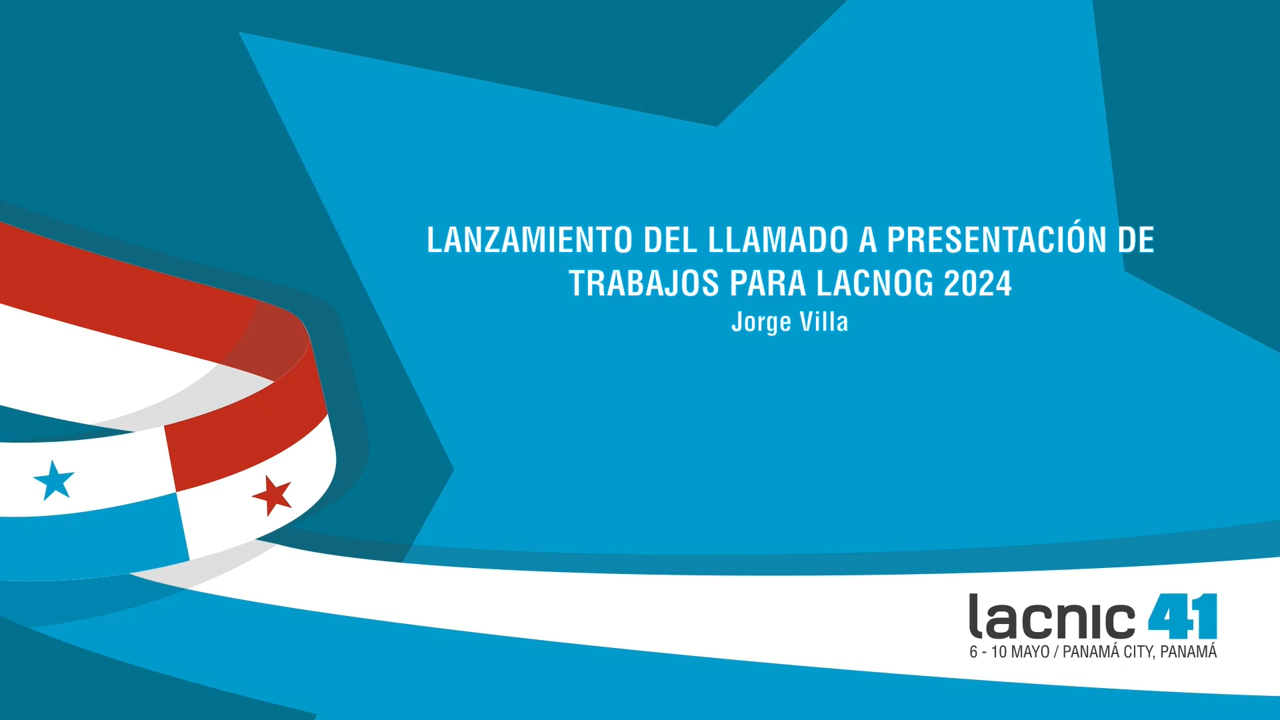 LANZAMIENTO DEL LLAMADO A PRESENTACIÓN DE
TRABAJOS PARA LACNOG 2024
Jorge Villa
lacnic 41
6 - 10 MAYO / PANAMÁ CITY, PANAMÁ